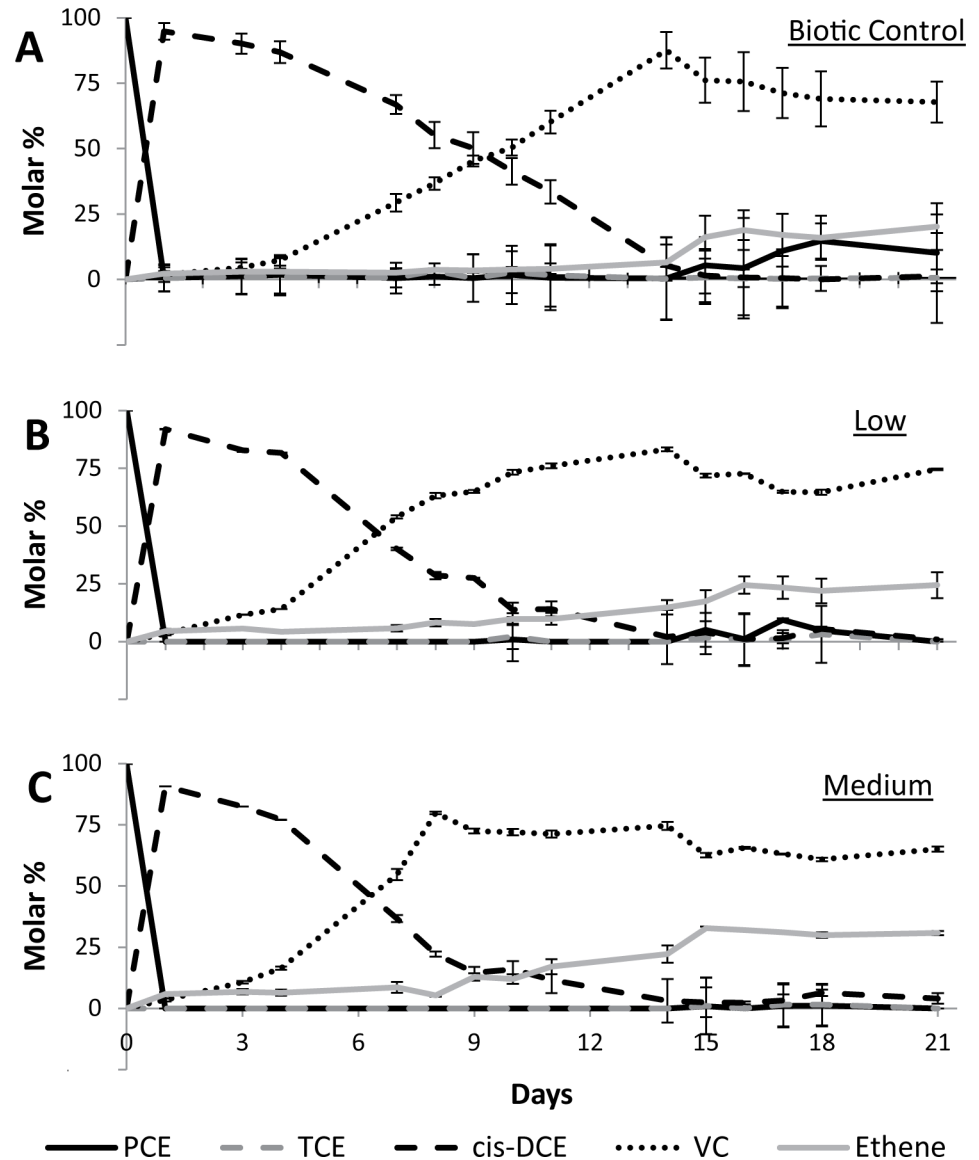 A
Biotic Control
Molar %
100
75
50
25
0
B
Low
Molar %
100
75
50
25
0
C
Medium
Molar %
100
75
50
25
0
0 3 6 9 12 15 18 21
Days
PCE TCE cis-DCE VC Ethene